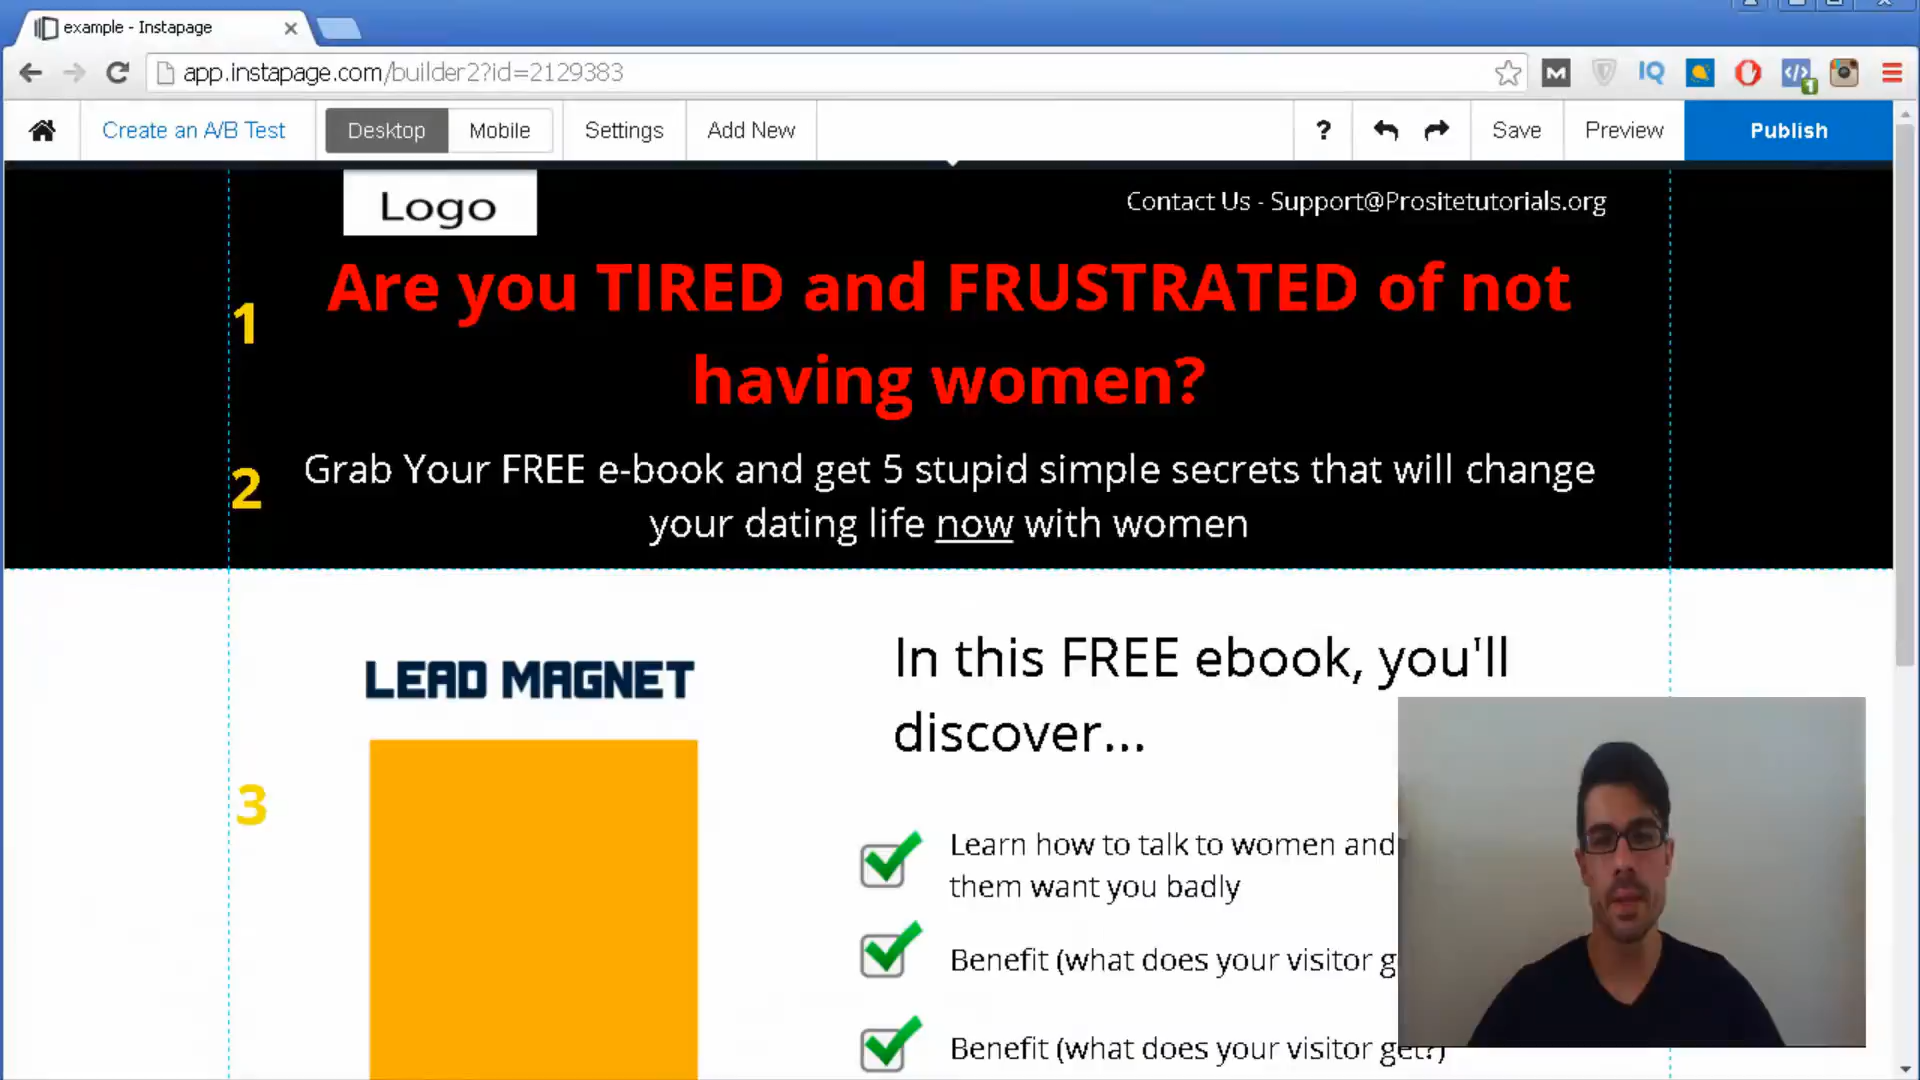 example - Instapage
app.instapage.com/builder2?id=2129383
M IQ </> 1
Create an A/B Test Desktop Mobile Settings Add New ? Save Preview Publish
Logo
Contact Us - Support@Prositetutorials.org
1
Are you TIRED and FRUSTRATED of not
having women?
2
Grab Your FREE e-book and get 5 stupid simple secrets that will change
your dating life now with women
LEAD MAGNET
In this FREE ebook, you'll
discover...
3
Learn how to talk to women and
them want you badly
Benefit (what does your visitor g
Benefit (what does your visitor get?)